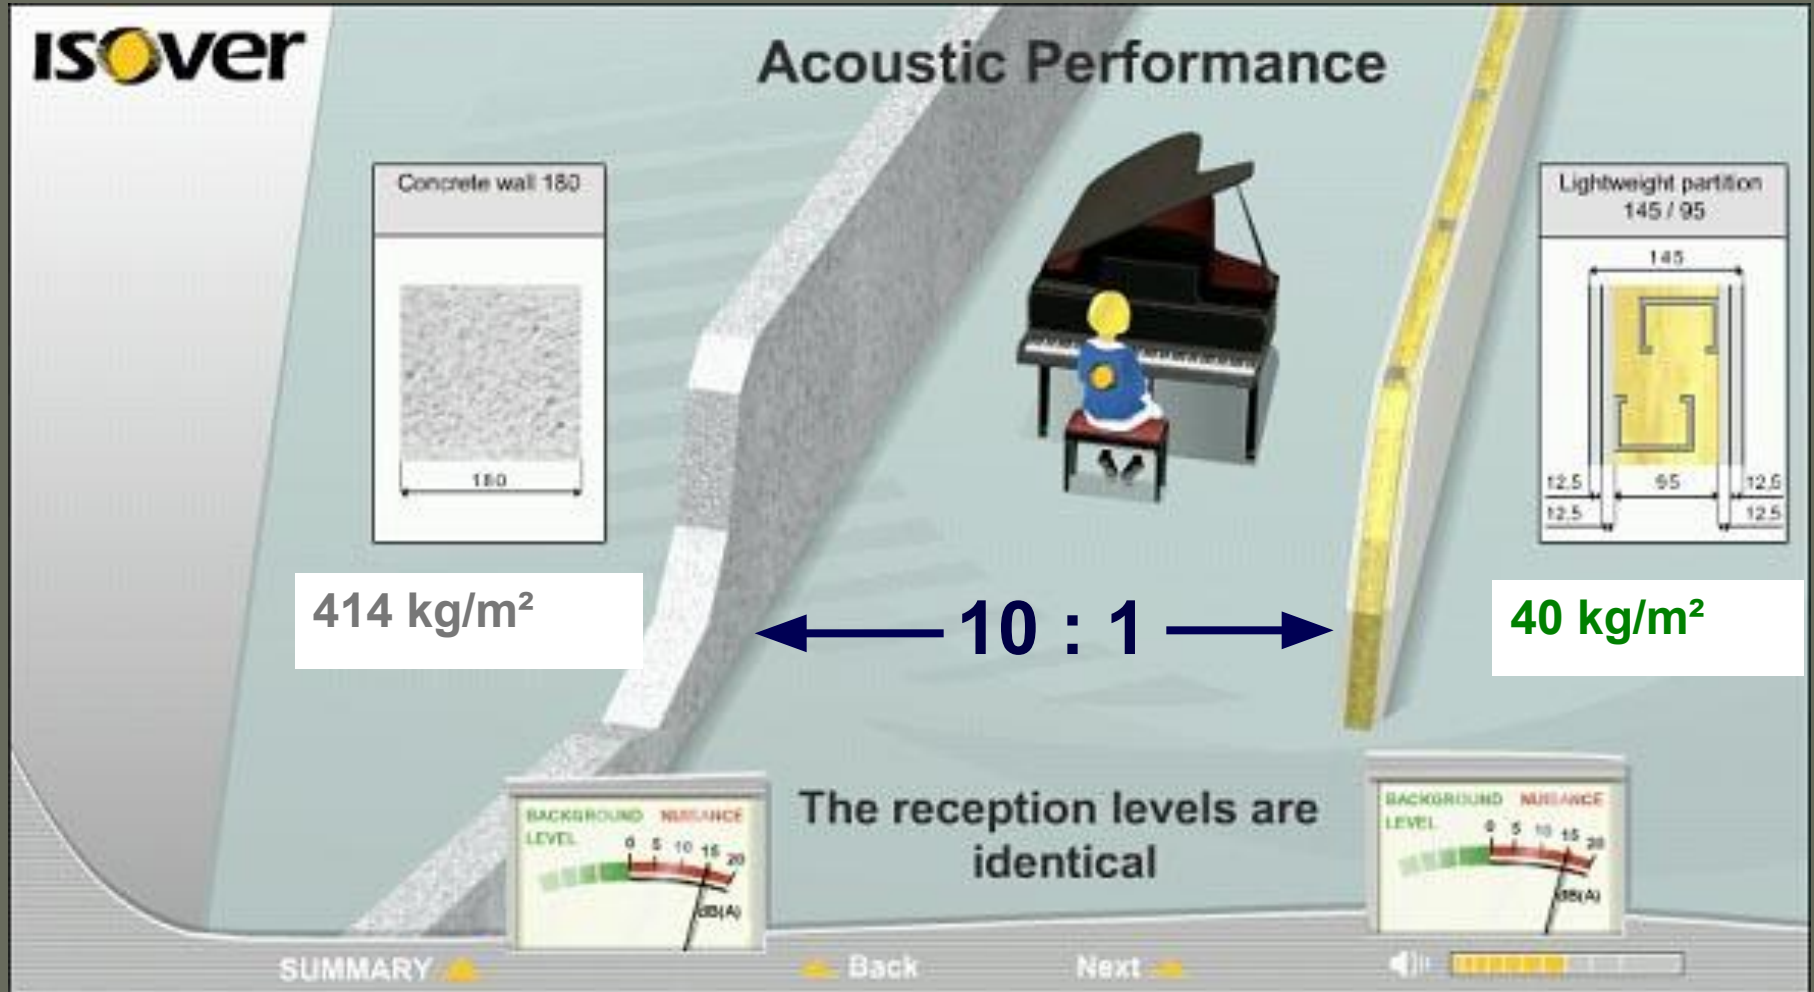 ISOVER
Acoustic Performance
Concrete wall 180
180
Lightweight partition
145 / 95
145
12,5 95 12,5
12,5 12,5
414 kg/m²
10 : 1
40 kg/m²
BACKGROUND NUISANCE
LEVEL
0 5 10 15 20
dB(A)
The reception levels are
identical
BACKGROUND NUISANCE
LEVEL
0 5 10 15 20
dB(A)
SUMMARY
Back
Next